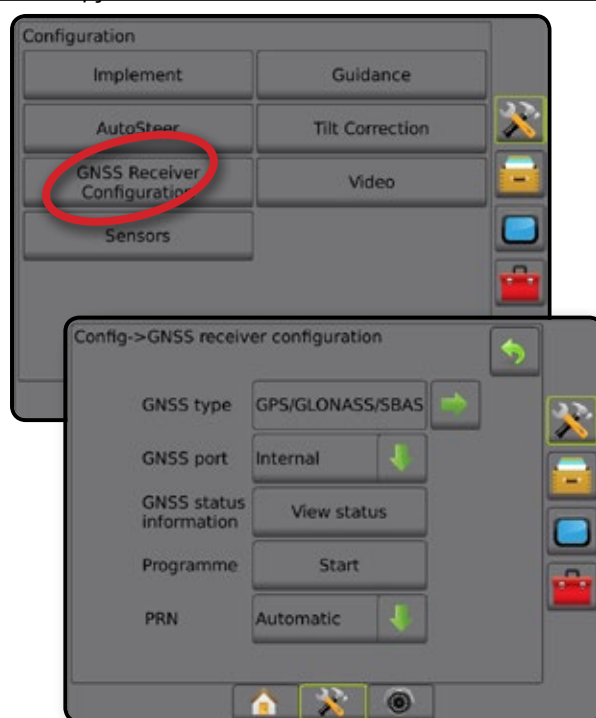 Configuration
Implement Guidance
AutoSteer Tilt Correction
GNSS Receiver
Configuration
Video
Sensors
Config->GNSS receiver configuration
GNSS type GPS/GLONASS/SBAS
GNSS port Internal
GNSS status
information
View status
Programme Start
PRN Automatic